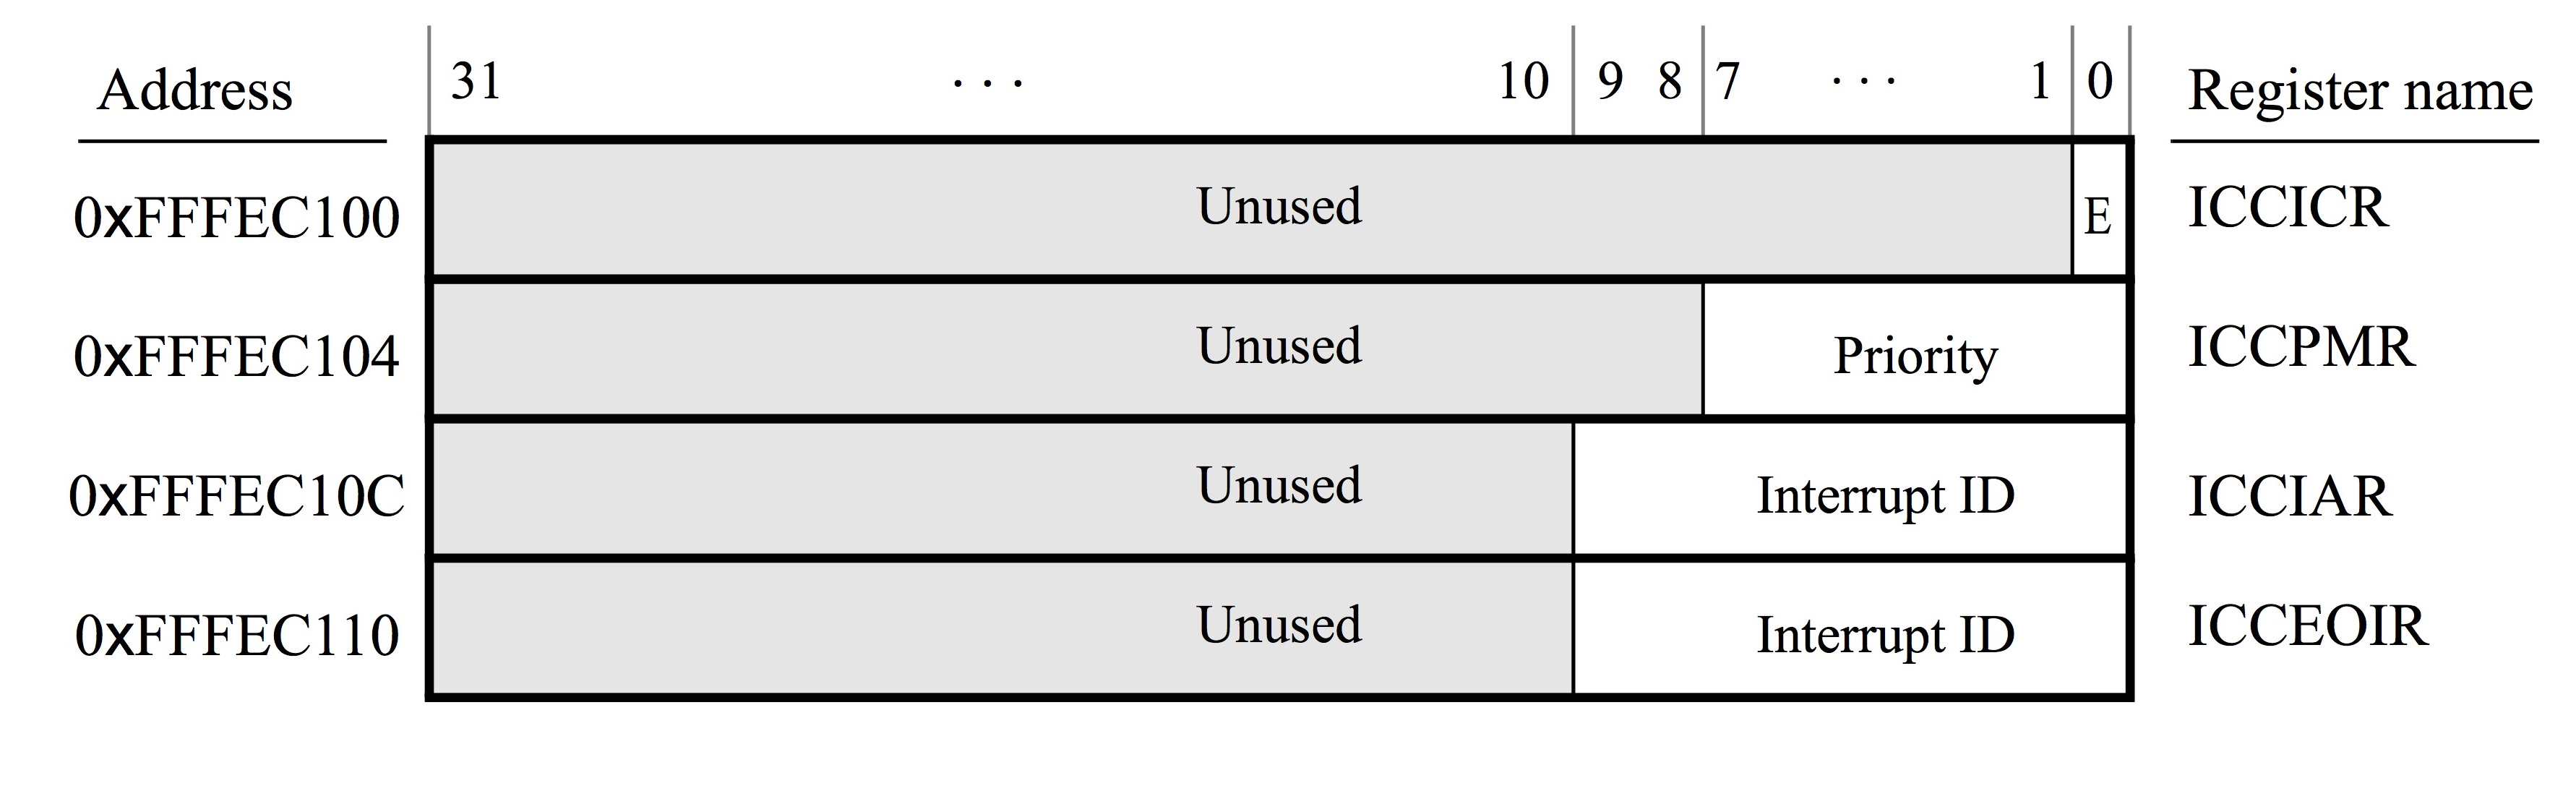 Address 31 · · · 10 9 8 7 · · · 1 0 Register name
0xFFFEC100 Unused E ICCICR
0xFFFEC104 Unused Priority ICCPMR
0xFFFEC10C Unused Interrupt ID ICCIAR
0xFFFEC110 Unused Interrupt ID ICCEOIR